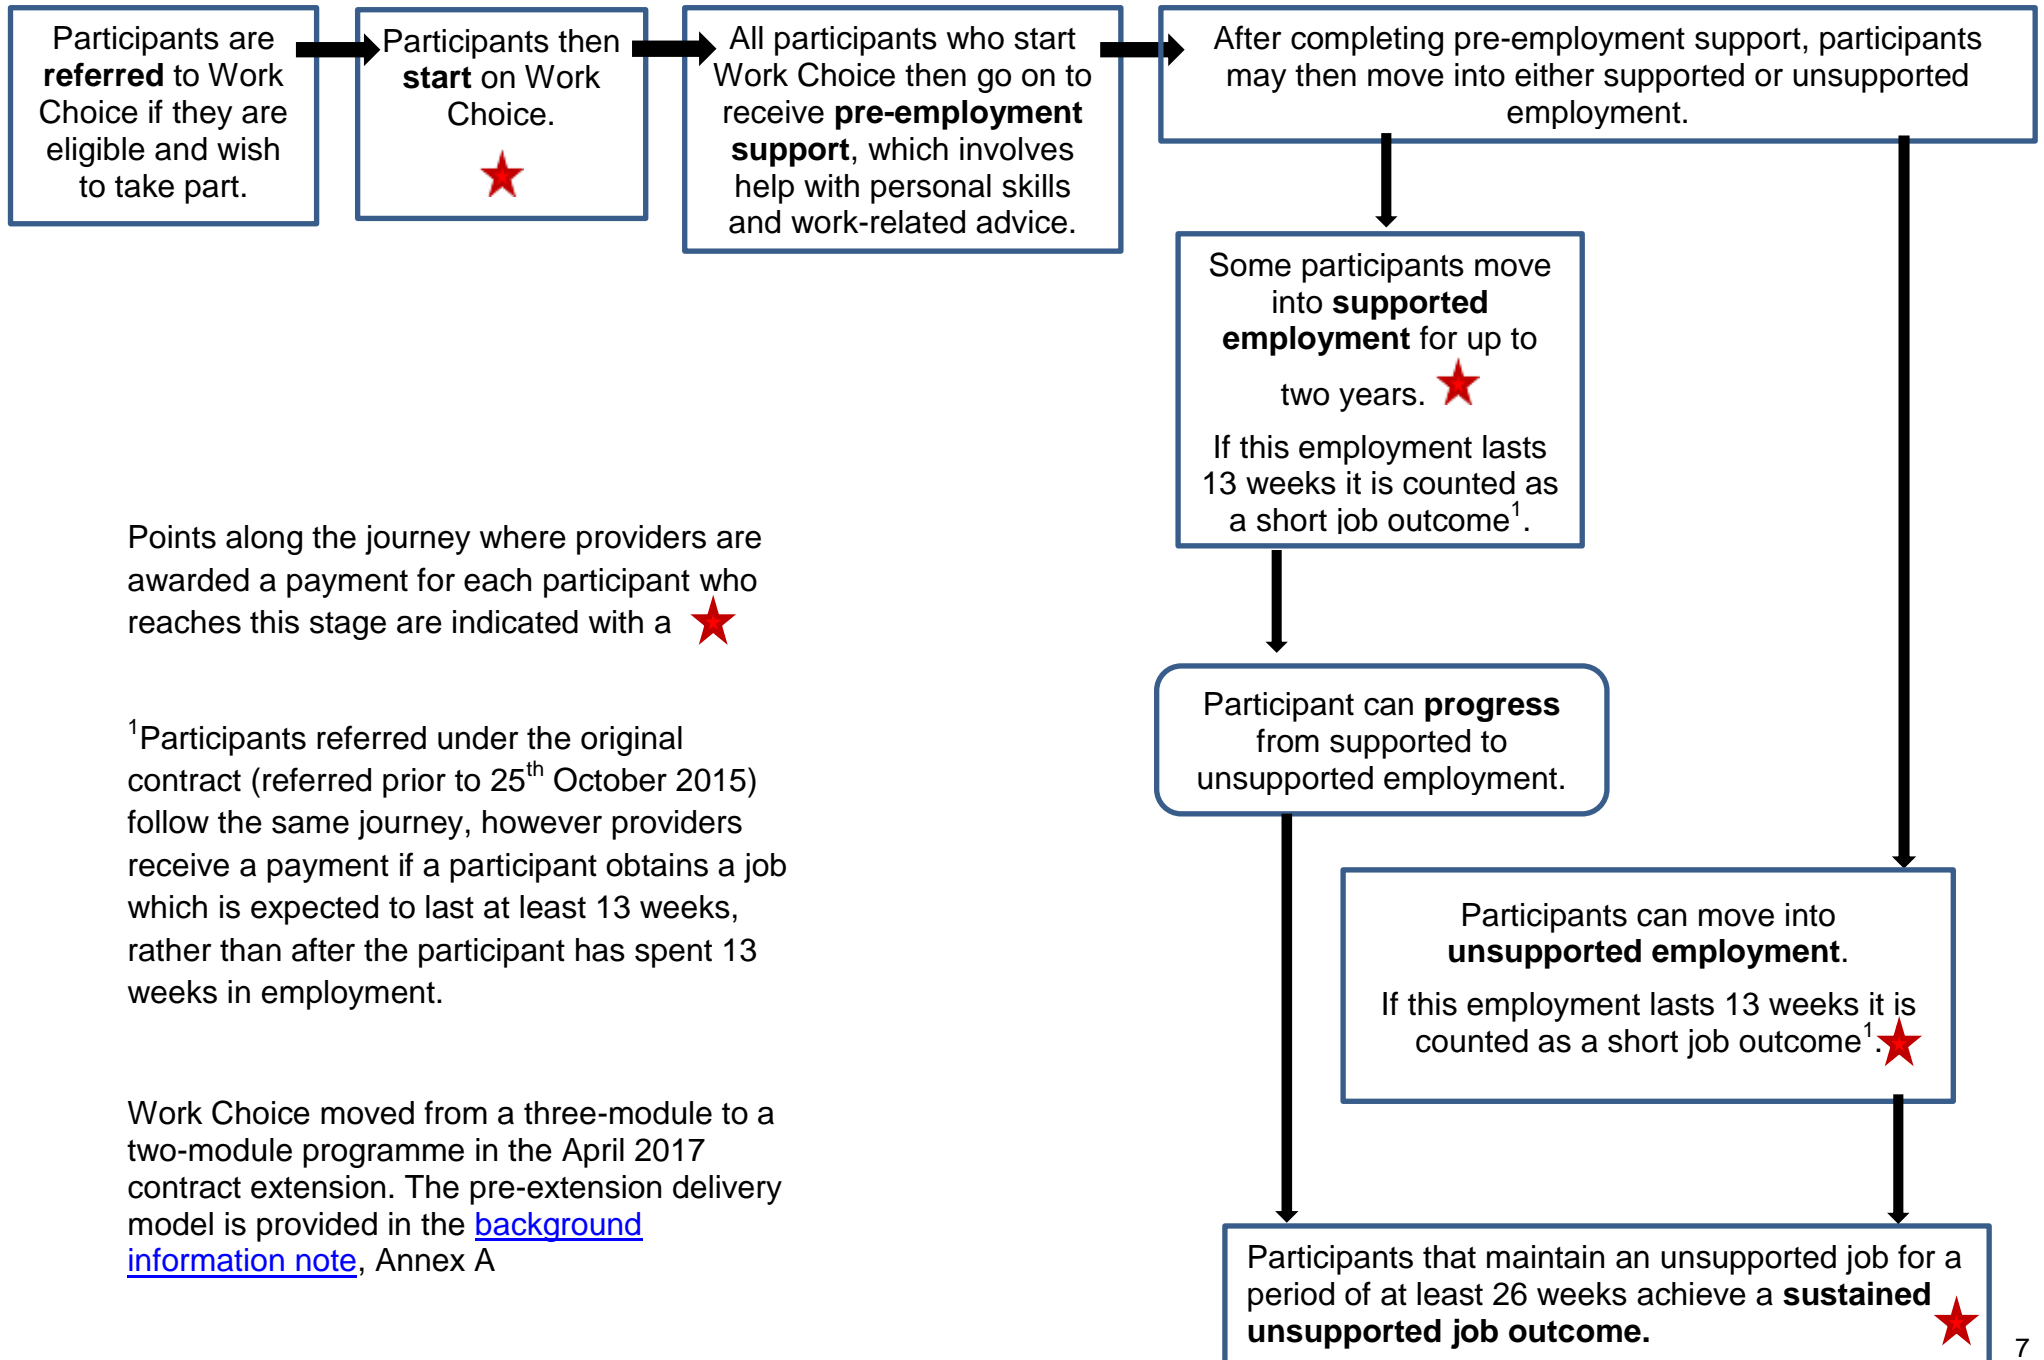 Participants are
referred to Work
Choice if they are
eligible and wish
to take part.
Participants then
start on Work
Choice.
All participants who start
Work Choice then go on to
receive pre-employment
support, which involves
help with personal skills
and work-related advice.
After completing pre-employment support, participants
may then move into either supported or unsupported
employment.
Some participants move
into supported
employment for up to
two years.
If this employment lasts
13 weeks it is counted as
a short job outcome¹.
Participant can progress
from supported to
unsupported employment.
Participants can move into
unsupported employment.
If this employment lasts 13 weeks it is
counted as a short job outcome¹.
Participants that maintain an unsupported job for a
period of at least 26 weeks achieve a sustained
unsupported job outcome.
Points along the journey where providers are
awarded a payment for each participant who
reaches this stage are indicated with a
¹Participants referred under the original
contract (referred prior to 25th October 2015)
follow the same journey, however providers
receive a payment if a participant obtains a job
which is expected to last at least 13 weeks,
rather than after the participant has spent 13
weeks in employment.
Work Choice moved from a three-module to a
two-module programme in the April 2017
contract extension. The pre-extension delivery
model is provided in the background
information note, Annex A
7